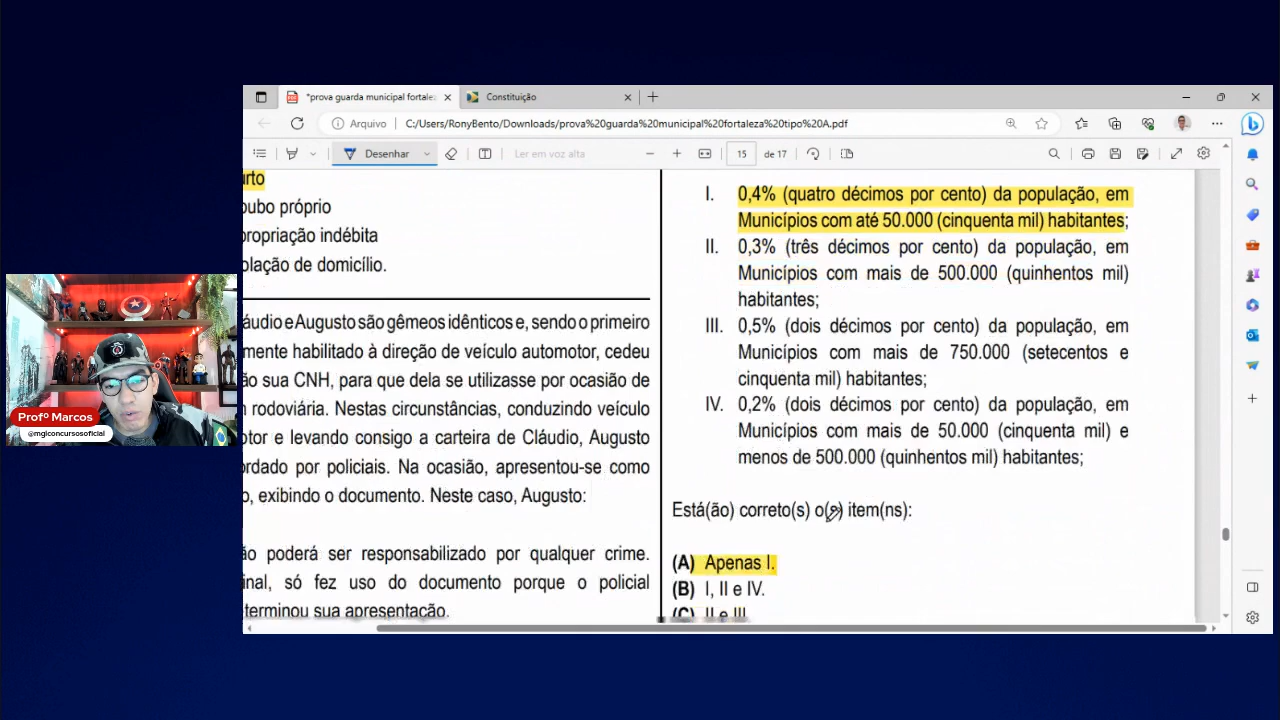 *prova guarda municipal fortalez
Constituição
Arquivo
C:/Users/RonyBento/Downloads/prova%20guarda%20municipal%20fortaleza%20tipo%20A.pdf
Desenhar
Ler em voz alta
15
de 17
urto
oubo próprio
propriação indébita
olação de domicílio.
áudio e Augusto são gêmeos idênticos e, sendo o primeiro
mente habilitado à direção de veículo automotor, cedeu
ão sua CNH, para que dela se utilizasse por ocasião de
rodoviária. Nestas circunstâncias, conduzindo veículo
otor e levando consigo a carteira de Cláudio, Augusto
ordado por policiais. Na ocasião, apresentou-se como
o, exibindo o documento. Neste caso, Augusto:
ão poderá ser responsabilizado por qualquer crime.
inal, só fez uso do documento porque o policial
terminou sua apresentação.
I. 0,4% (quatro décimos por cento) da população, em
Municípios com até 50.000 (cinquenta mil) habitantes;
II. 0,3% (três décimos por cento) da população, em
Municípios com mais de 500.000 (quinhentos mil)
habitantes;
III. 0,5% (dois décimos por cento) da população, em
Municípios com mais de 750.000 (setecentos e
cinquenta mil) habitantes;
IV. 0,2% (dois décimos por cento) da população, em
Municípios com mais de 50.000 (cinquenta mil) e
menos de 500.000 (quinhentos mil) habitantes;
Está(ão) correto(s) o(s) item(ns):
(A) Apenas I.
(B) I, II e IV.
(C) II e III.
Profº Marcos
@mgiconcursosoficial